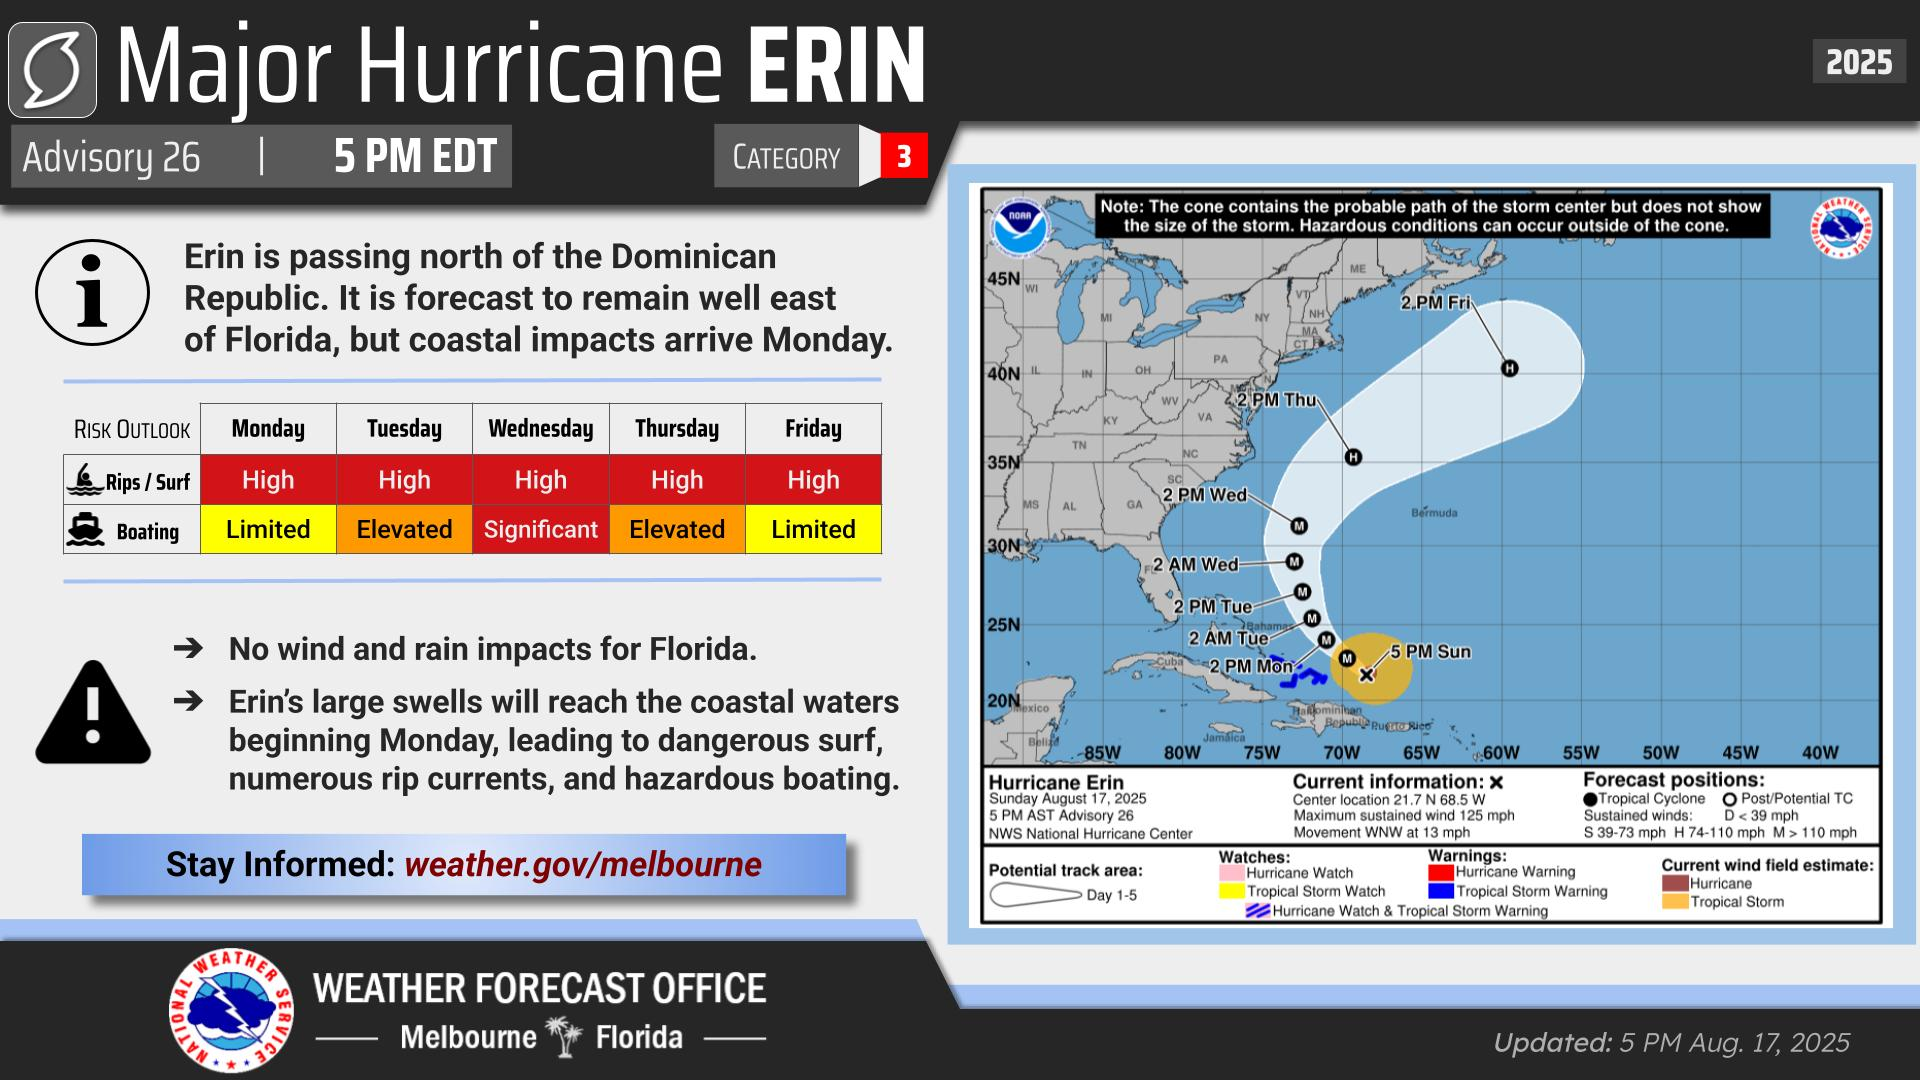 Major Hurricane ERIN
2025
Advisory 26 | 5 PM EDT
CATEGORY 3
Erin is passing north of the Dominican
Republic. It is forecast to remain well east
of Florida, but coastal impacts arrive Monday.
RISK OUTLOOK Monday Tuesday Wednesday Thursday Friday
Rips / Surf High High High High High
Boating Limited Elevated Significant Elevated Limited
➔ No wind and rain impacts for Florida.
➔ Erin's large swells will reach the coastal waters
beginning Monday, leading to dangerous surf,
numerous rip currents, and hazardous boating.
Stay Informed: weather.gov/melbourne
NATIONAL WEATHER SERVICE
WEATHER FORECAST OFFICE
Melbourne Florida
Note: The cone contains the probable path of the storm center but does not show
the size of the storm. Hazardous conditions can occur outside of the cone.
NOAA
NATIONAL WEATHER SERVICE
ME
45N
WI
VT
2 PM Fri
MI
NY
NH
MA
CT
PA
40N
IL
IN
OH
2 PM Thu
WV
VA
KY
TN
NC
35N
SC
2 PM Wed
MS
AL
GA
Bermuda
30N
FL
2 AM Wed
2 PM Tue
25N
Bahamas
2 AM Tue
5 PM Sun
Cuba
2 PM Mon
20N
Mexico
Dominican
Republic
Puerto Rico
Jamaica
Belize
H
H
M
M
M
M
M
M
85W 80W 75W 70W 65W 60W 55W 50W 45W 40W
Hurricane Erin
Sunday August 17, 2025
5 PM AST Advisory 26
NWS National Hurricane Center
Current information: ×
Center location 21.7 N 68.5 W
Maximum sustained wind 125 mph
Movement WNW at 13 mph
Forecast positions:
Tropical Cyclone Post/Potential TC
Sustained winds: D < 39 mph
S 39-73 mph H 74-110 mph M > 110 mph
Potential track area:
Day 1-5
Watches:
Hurricane Watch
Tropical Storm Watch
Warnings:
Hurricane Warning
Tropical Storm Warning
Hurricane Watch & Tropical Storm Warning
Current wind field estimate:
Hurricane
Tropical Storm
Updated: 5 PM Aug. 17, 2025